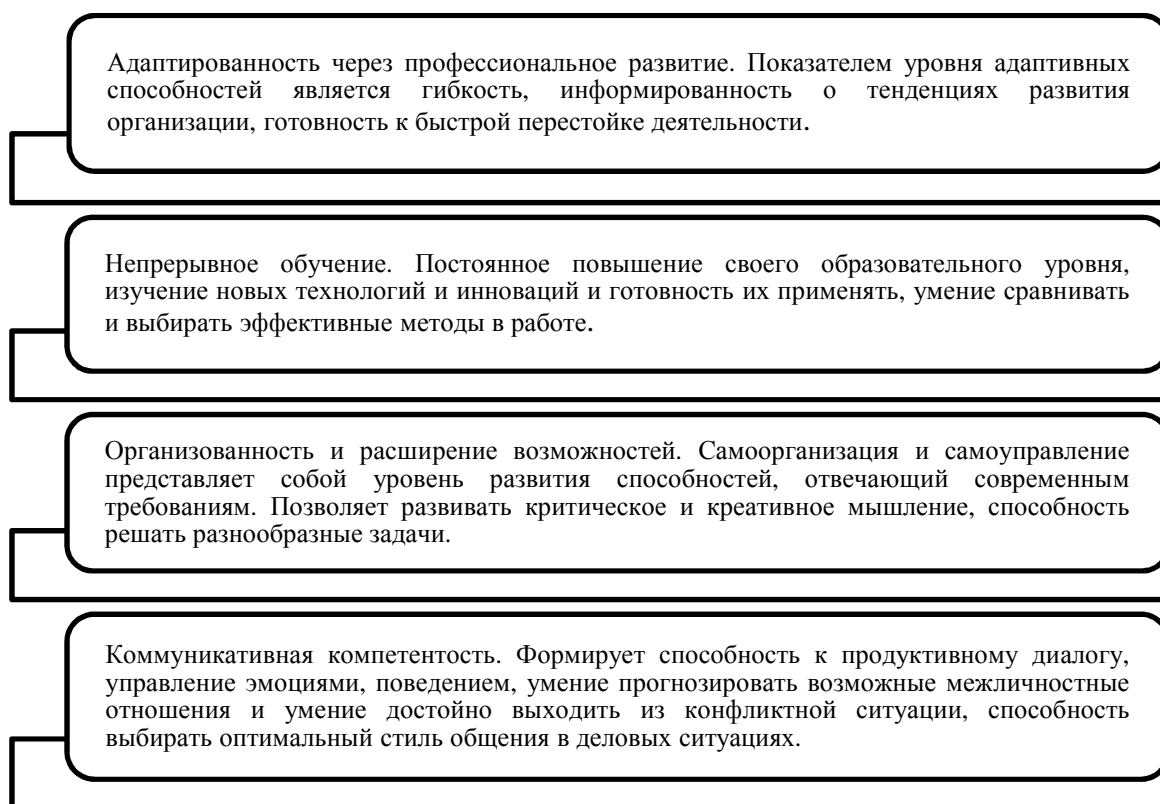 Адаптированность через профессиональное развитие. Показателем уровня адаптивных
способностей является гибкость, информированность о тенденциях развития
организации, готовность к быстрой перестойке деятельности.
Непрерывное обучение. Постоянное повышение своего образовательного уровня,
изучение новых технологий и инноваций и готовность их применять, умение сравнивать
и выбирать эффективные методы в работе.
Организованность и расширение возможностей. Самоорганизация и самоуправление
представляет собой уровень развития способностей, отвечающий современным
требованиям. Позволяет развивать критическое и креативное мышление, способность
решать разнообразные задачи.
Коммуникативная компетентость. Формирует способность к продуктивному диалогу,
управление эмоциями, поведением, умение прогнозировать возможные межличностные
отношения и умение достойно выходить из конфликтной ситуации, способность
выбирать оптимальный стиль общения в деловых ситуациях.